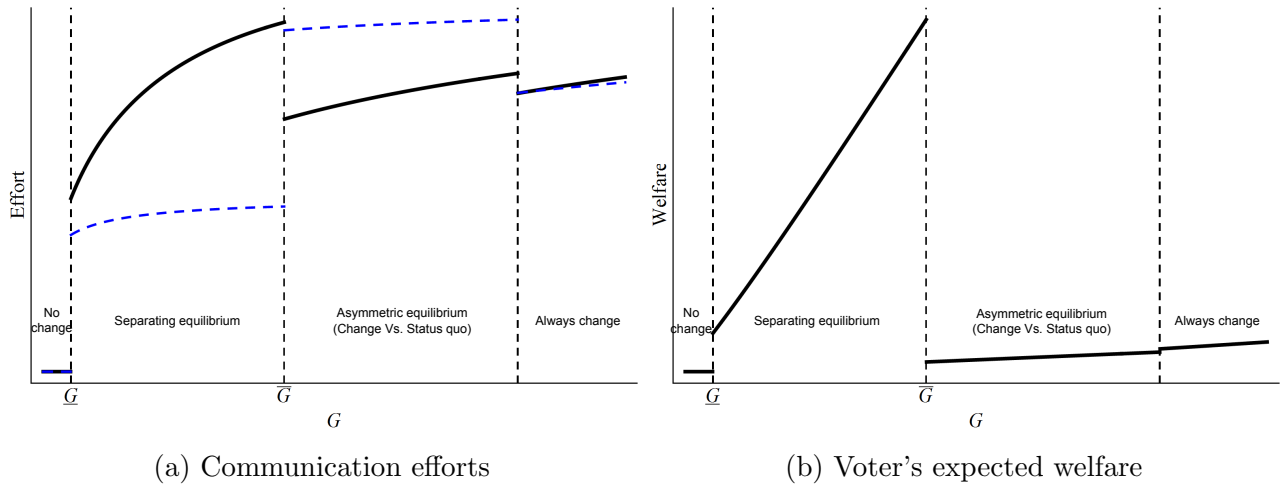 Effort
No
change
Separating equilibrium
Asymmetric equilibrium
(Change Vs. Status quo)
Always change
G
G
G
(a) Communication efforts
Welfare
No
change
Separating equilibrium
Asymmetric equilibrium
(Change Vs. Status quo)
Always change
G
G
G
(b) Voter's expected welfare